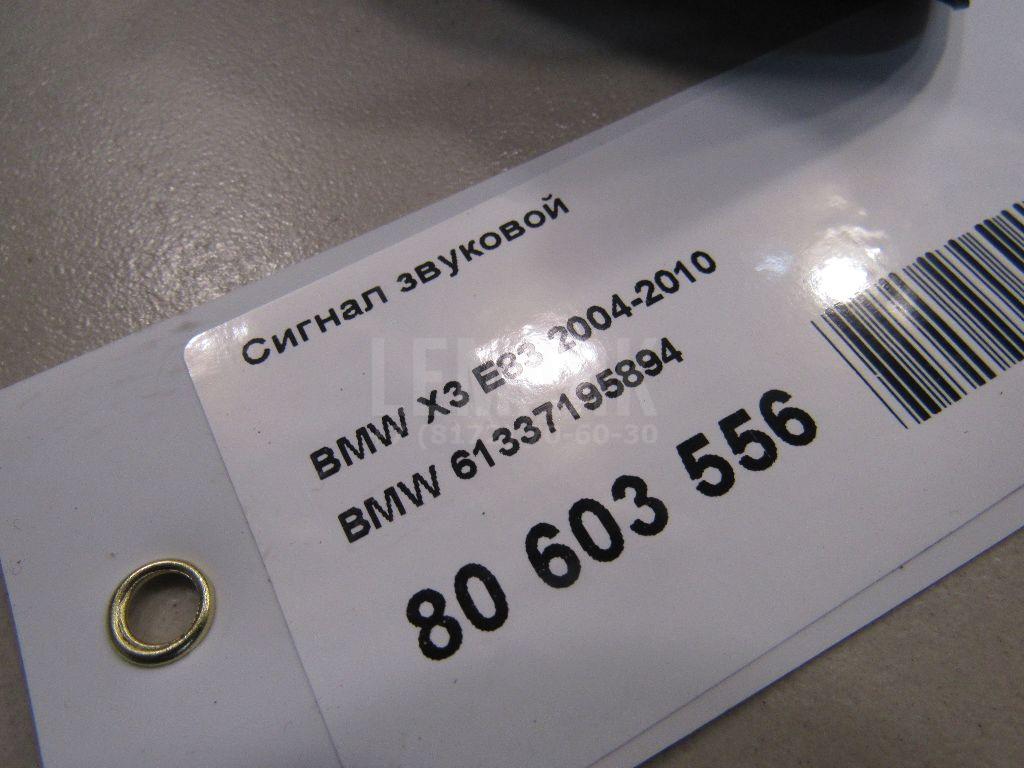 Сигнал звуковой
BMW X3 E83 2004-2010
BMW 61337195894
80 603 556